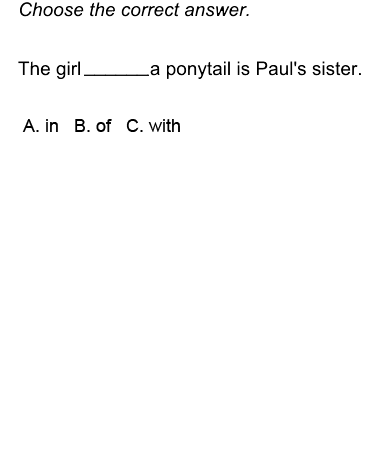 Choose the correct answer.
The girl______a ponytail is Paul's sister.
A. in B. of C. with